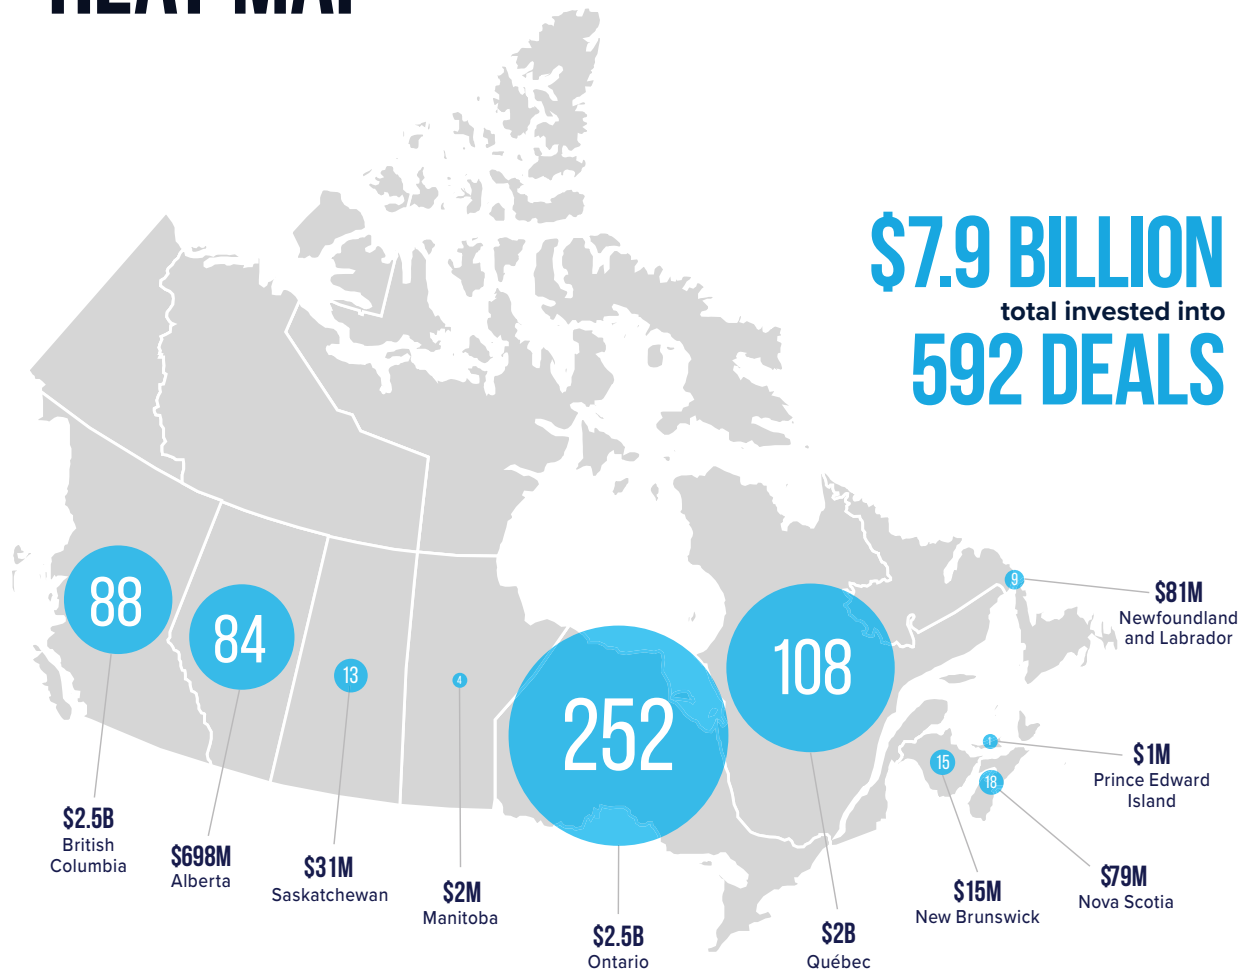 HEAT MAP
$7.9 BILLION
total invested into
592 DEALS
88
84
13
4
252
108
9
1
15
18
$81M
Newfoundland
and Labrador
$1M
Prince Edward
Island
$2.5B
British
Columbia
$698M
Alberta
$31M
Saskatchewan
$2M
Manitoba
$2.5B
Ontario
$2B
Québec
$15M
New Brunswick
$79M
Nova Scotia